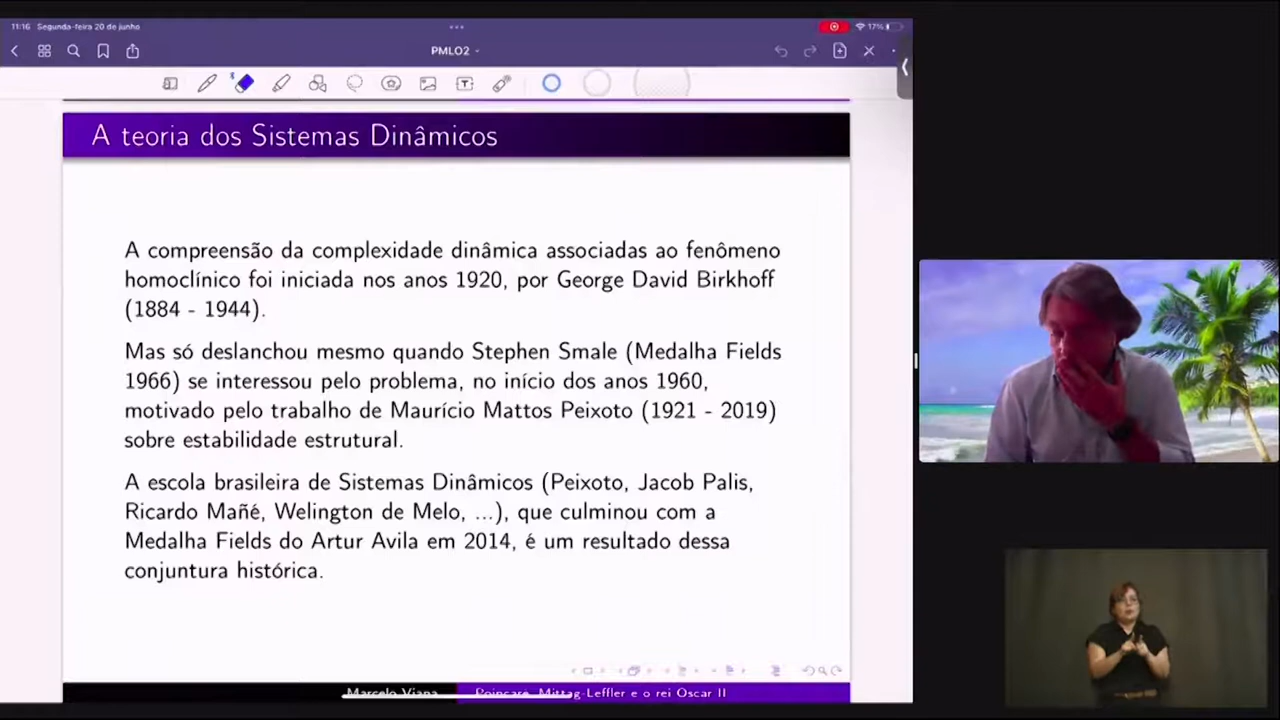 11:16 Segunda-feira 20 de junho
17%
PMLO2
A teoria dos Sistemas Dinâmicos
A compreensão da complexidade dinâmica associadas ao fenômeno
homoclínico foi iniciada nos anos 1920, por George David Birkhoff
(1884 - 1944).
Mas só deslanchou mesmo quando Stephen Smale (Medalha Fields
1966) se interessou pelo problema, no início dos anos 1960,
motivado pelo trabalho de Maurício Mattos Peixoto (1921 - 2019)
sobre estabilidade estrutural.
A escola brasileira de Sistemas Dinâmicos (Peixoto, Jacob Palis,
Ricardo Mañé, Welington de Melo, ...), que culminou com a
Medalha Fields do Artur Avila em 2014, é um resultado dessa
conjuntura histórica.
Marcelo Viana Poincaré, Mittag-Leffler e o rei Oscar II